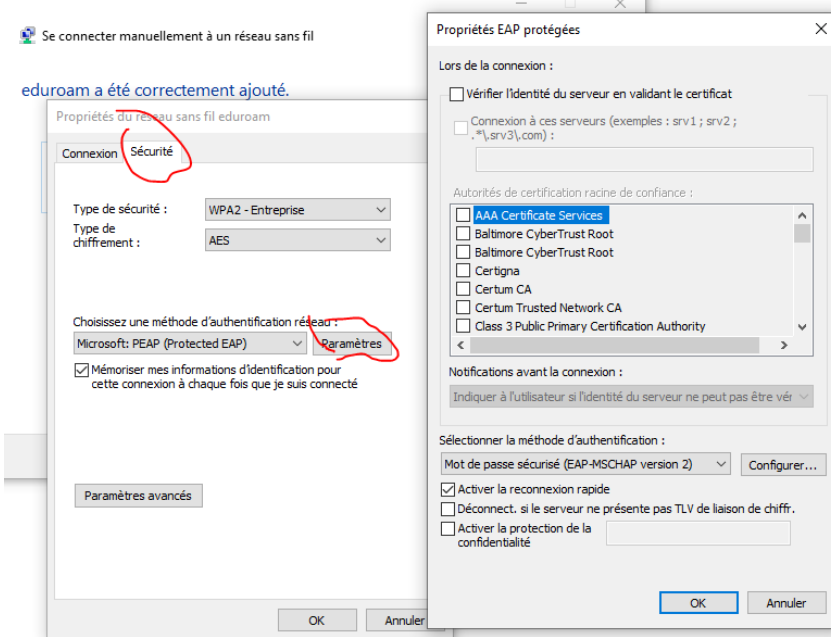 Se connecter manuellement à un réseau sans fil
eduroam a été correctement ajouté.
Propriétés du réseau sans fil eduroam
Connexion
Sécurité
Type de sécurité :
WPA2 - Entreprise
Type de
chiffrement :
AES
Choisissez une méthode d'authentification réseau :
Microsoft: PEAP (Protected EAP)
Paramètres
Mémoriser mes informations d'identification pour
cette connexion à chaque fois que je suis connecté
Paramètres avancés
OK
Annuler
Propriétés EAP protégées
Lors de la connexion :
Vérifier l'identité du serveur en validant le certificat
Connexion à ces serveurs (exemples : srv1 ; srv2 ;
.*\.srv3\.com) :
Autorités de certification racine de confiance :
AAA Certificate Services
Baltimore CyberTrust Root
Baltimore CyberTrust Root
Certigna
Certum CA
Certum Trusted Network CA
Class 3 Public Primary Certification Authority
Notifications avant la connexion :
Indiquer à l'utilisateur si l'identité du serveur ne peut pas être vér
Sélectionner la méthode d'authentification :
Mot de passe sécurisé (EAP-MSCHAP version 2)
Configurer...
Activer la reconnexion rapide
Déconnect. si le serveur ne présente pas TLV de liaison de chiffr.
Activer la protection de la
confidentialité
OK
Annuler